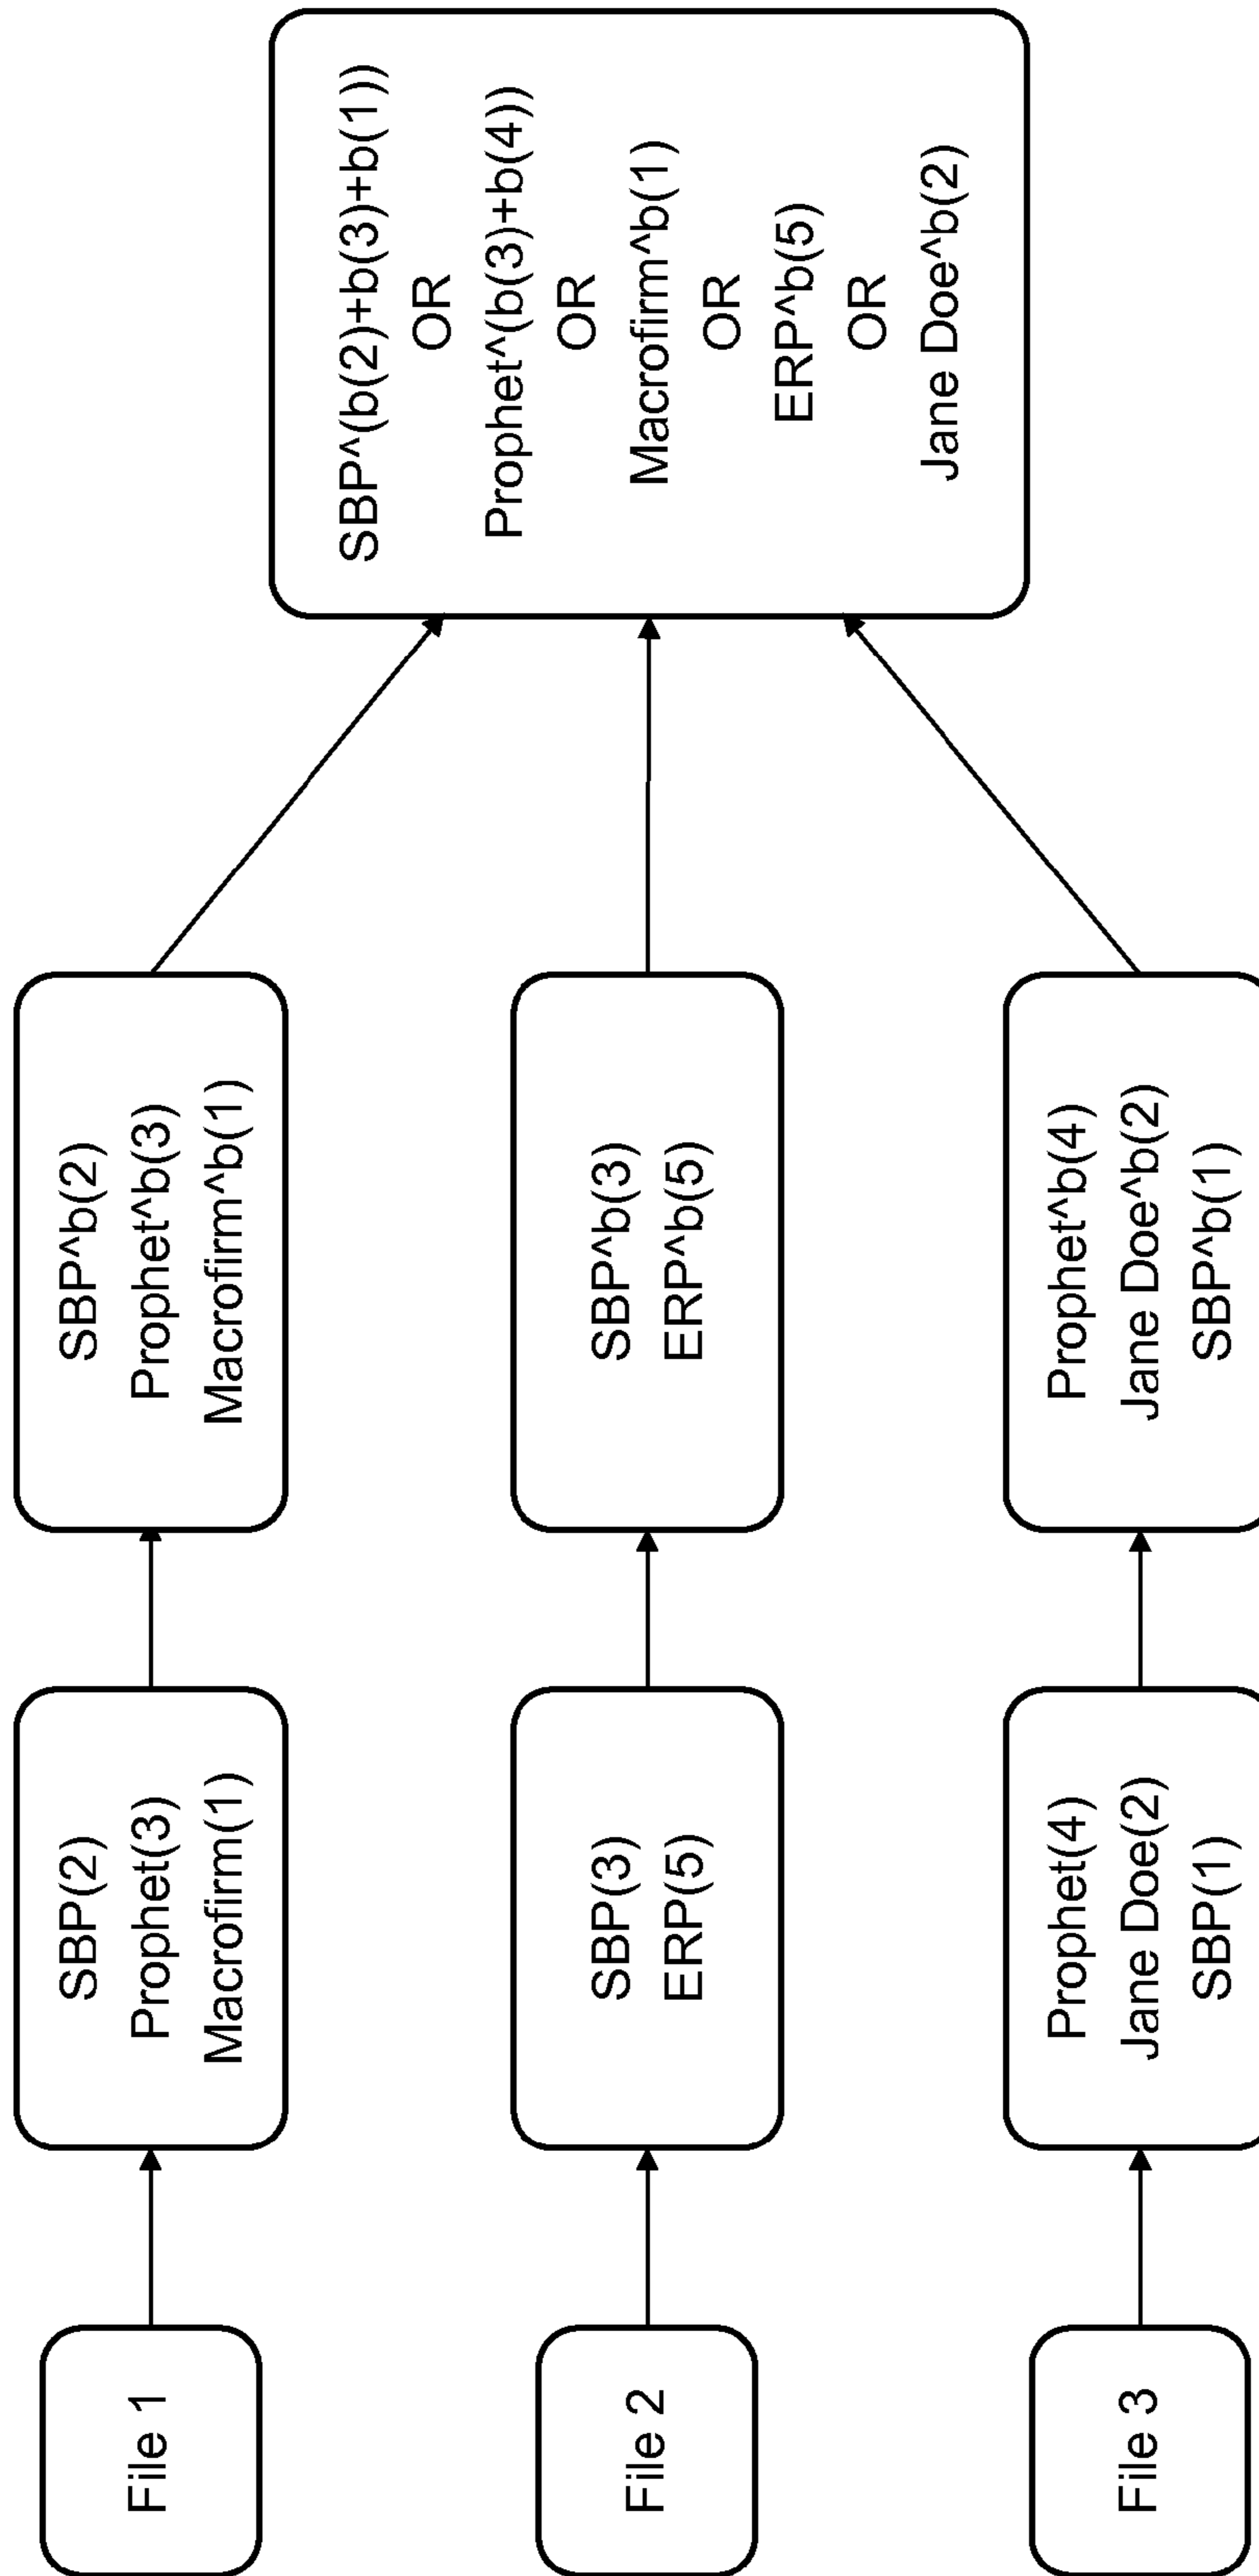 File 1
SBP(2)
Prophet(3)
Macrofirm(1)
SBP^b(2)
Prophet^b(3)
Macrofirm^b(1)
File 2
SBP(3)
ERP(5)
SBP^b(3)
ERP^b(5)
File 3
Prophet(4)
Jane Doe(2)
SBP(1)
Prophet^b(4)
Jane Doe^b(2)
SBP^b(1)
SBP^(b(2)+b(3)+b(1))
OR
Prophet^(b(3)+b(4))
OR
Macrofirm^b(1)
OR
ERP^b(5)
OR
Jane Doe^b(2)